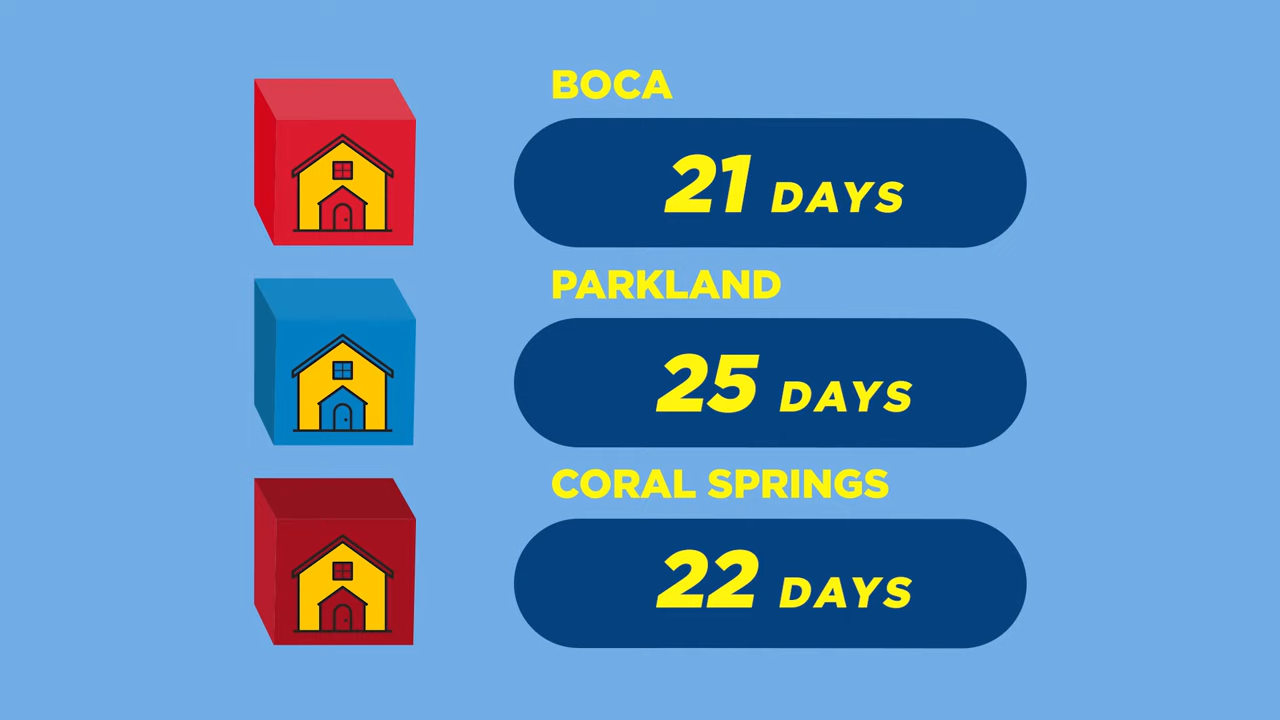 BOCA
21 DAYS
PARKLAND
25 DAYS
CORAL SPRINGS
22 DAYS